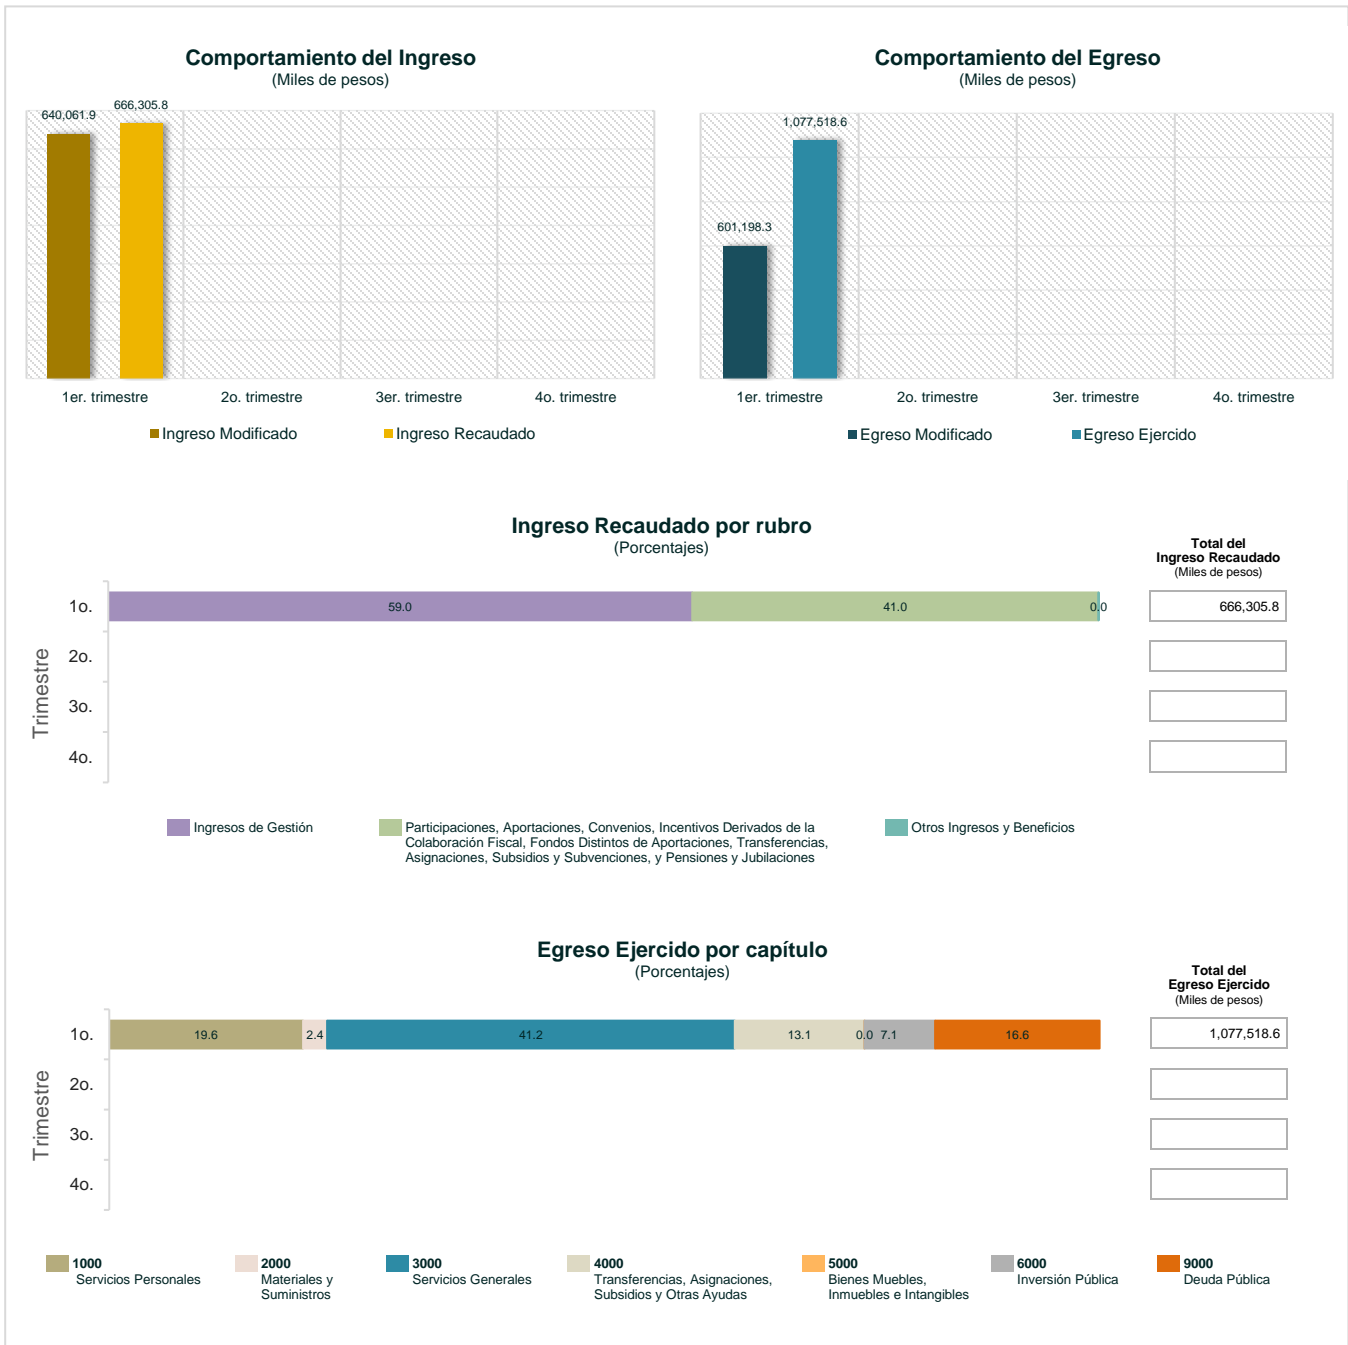 Comportamiento del Ingreso
(Miles de pesos)
640,061.9
666,305.8
1er. trimestre
2o. trimestre
3er. trimestre
4o. trimestre
Ingreso Modificado
Ingreso Recaudado
Comportamiento del Egreso
(Miles de pesos)
601,198.3
1,077,518.6
1er. trimestre
2o. trimestre
3er. trimestre
4o. trimestre
Egreso Modificado
Egreso Ejercido
Ingreso Recaudado por rubro
(Porcentajes)
Total del
Ingreso Recaudado
(Miles de pesos)
Trimestre
1o.
59.0
41.0
0.0
666,305.8
2o.
3o.
4o.
Ingresos de Gestión
Participaciones, Aportaciones, Convenios, Incentivos Derivados de la
Colaboración Fiscal, Fondos Distintos de Aportaciones, Transferencias,
Asignaciones, Subsidios y Subvenciones, y Pensiones y Jubilaciones
Otros Ingresos y Beneficios
Egreso Ejercido por capítulo
(Porcentajes)
Total del
Egreso Ejercido
(Miles de pesos)
Trimestre
1o.
19.6
2.4
41.2
13.1
0.0
7.1
16.6
1,077,518.6
2o.
3o.
4o.
1000
Servicios Personales
2000
Materiales y
Suministros
3000
Servicios Generales
4000
Transferencias, Asignaciones,
Subsidios y Otras Ayudas
5000
Bienes Muebles,
Inmuebles e Intangibles
6000
Inversión Pública
9000
Deuda Pública